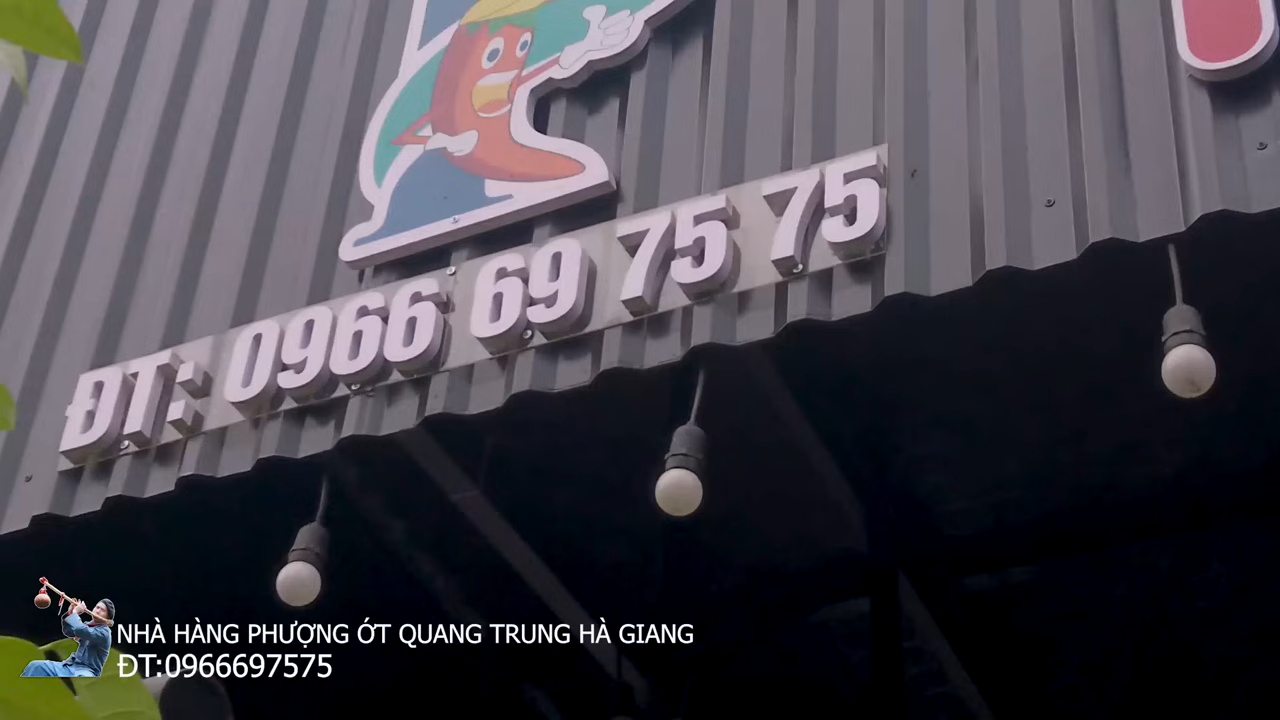 ĐT: 0966 69 75 75
NHÀ HÀNG PHƯỢNG ỚT QUANG TRUNG HÀ GIANG
ĐT:0966697575